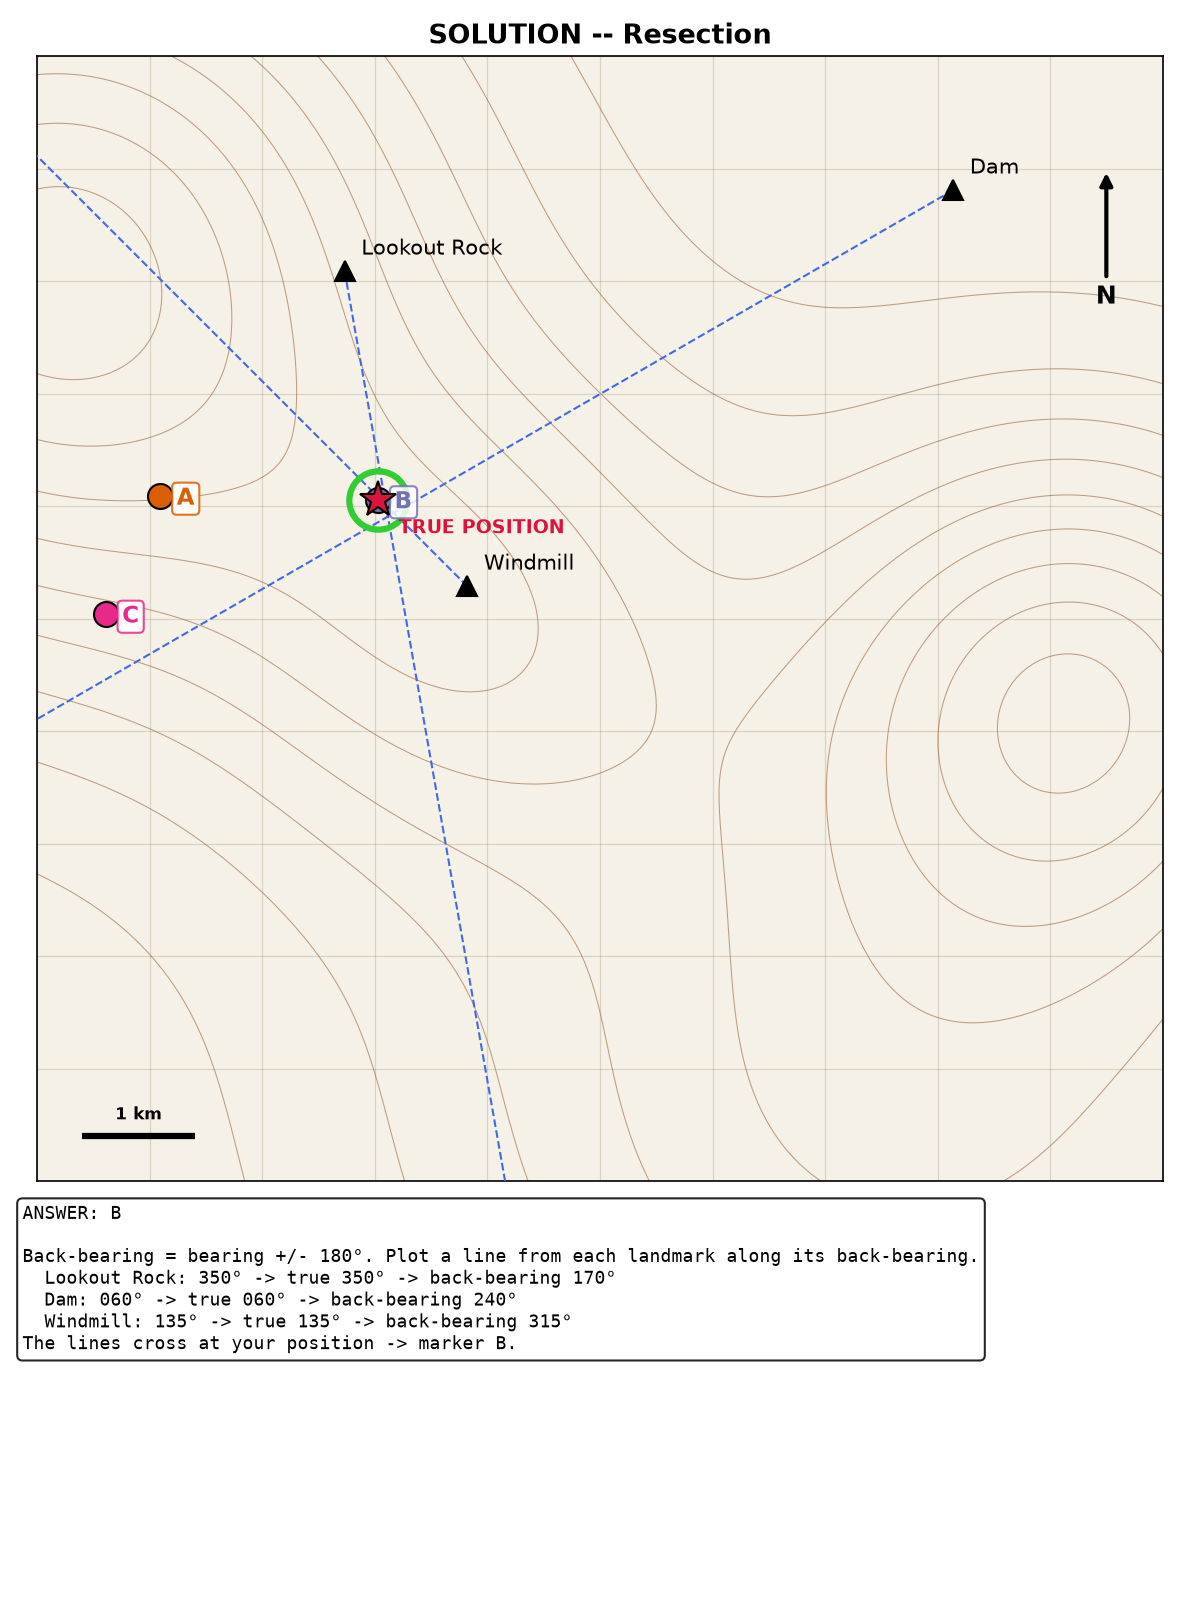 SOLUTION -- Resection
Dam
Lookout Rock
N
A
B
TRUE POSITION
Windmill
C
1 km
ANSWER: B
Back-bearing = bearing +/- 180°. Plot a line from each landmark along its back-bearing.
Lookout Rock: 350° -> true 350° -> back-bearing 170°
Dam: 060° -> true 060° -> back-bearing 240°
Windmill: 135° -> true 135° -> back-bearing 315°
The lines cross at your position -> marker B.